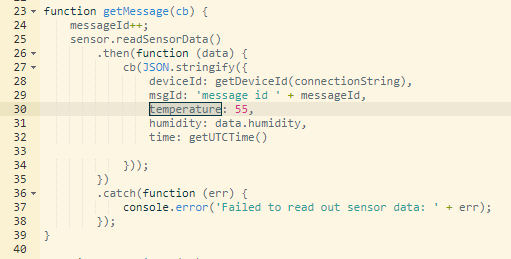 23 function getMessage(cb) {
24 messageId++;
25 sensor.readSensorData()
26 .then(function (data) {
27 cb(JSON.stringify({
28 deviceId: getDeviceId(connectionString),
29 msgId: 'message id ' + messageId,
30 temperature: 55,
31 humidity: data.humidity,
32 time: getUTCTime()
33
34 }));
35 })
36 .catch(function (err) {
37 console.error('Failed to read out sensor data: ' + err);
38 });
39 }
40